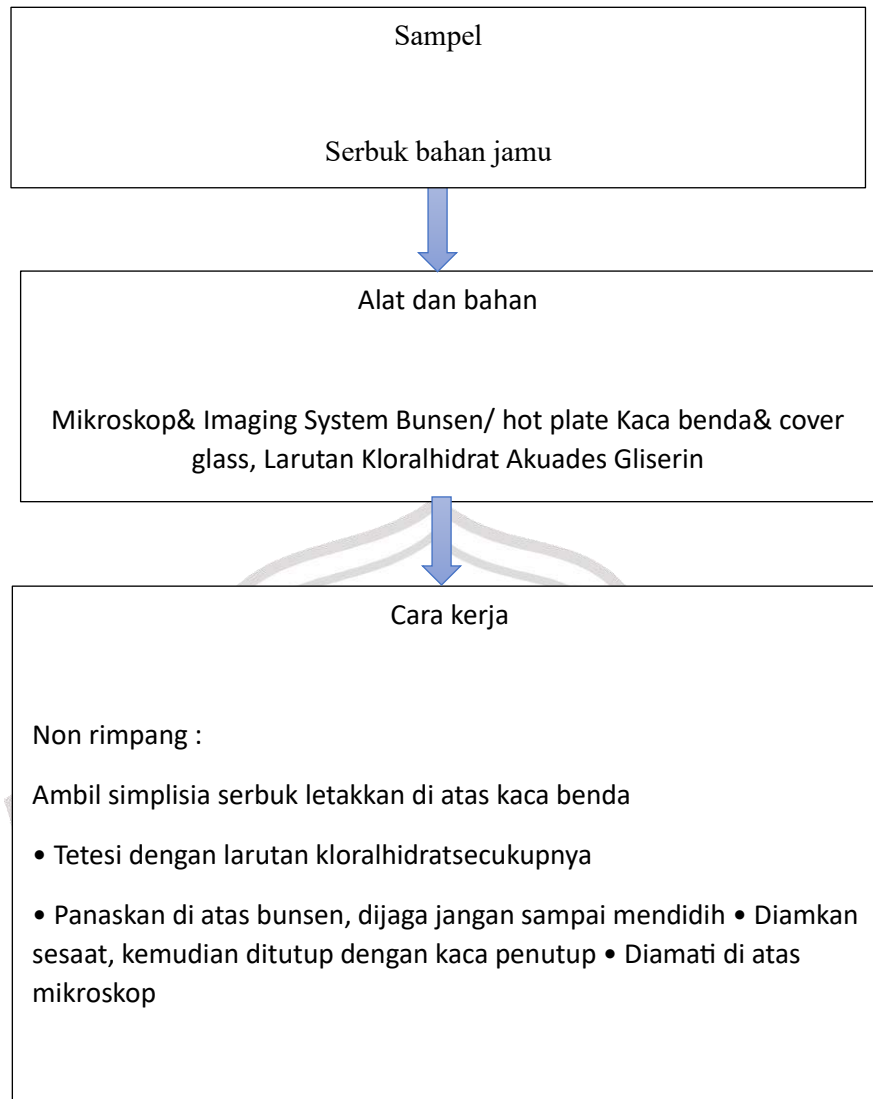 Sampel
Serbuk bahan jamu
Alat dan bahan
Mikroskop& Imaging System Bunsen/ hot plate Kaca benda& cover
glass, Larutan Kloralhidrat Akuades Gliserin
Cara kerja
Non rimpang :
Ambil simplisia serbuk letakkan di atas kaca benda
• Tetesi dengan larutan kloralhidratsecukupnya
• Panaskan di atas bunsen, dijaga jangan sampai mendidih • Diamkan
sesaat, kemudian ditutup dengan kaca penutup • Diamati di atas
mikroskop